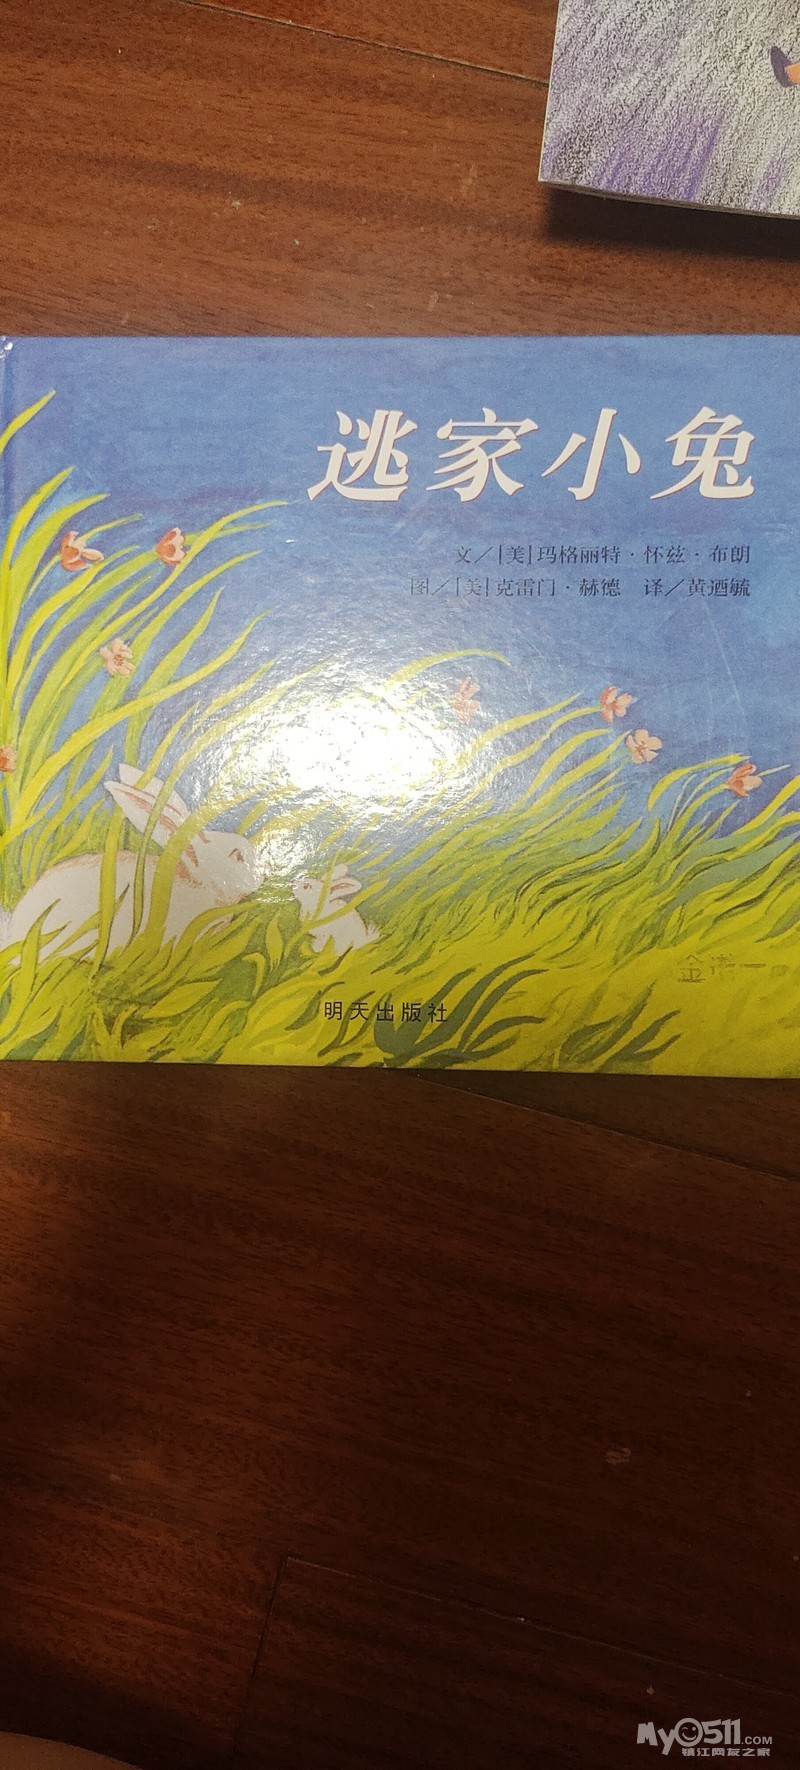 逃家小兔
文／[美]玛格丽特·怀兹·布朗
图／[美]克雷门·赫德 译／黄迺毓
明天出版社
My0511.com
镇江网友之家